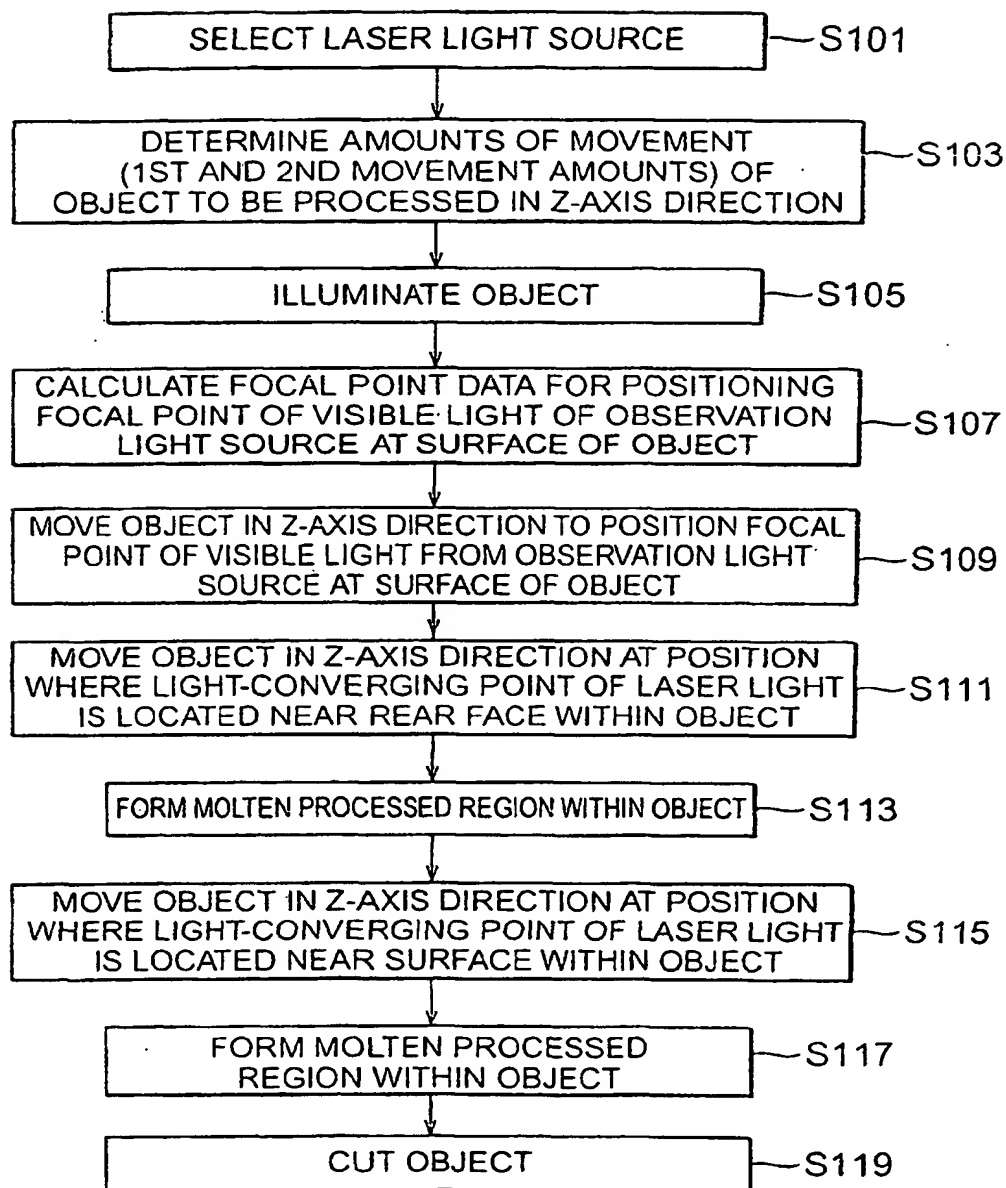 SELECT LASER LIGHT SOURCE
S101
DETERMINE AMOUNTS OF MOVEMENT
(1ST AND 2ND MOVEMENT AMOUNTS) OF
OBJECT TO BE PROCESSED IN Z-AXIS DIRECTION
S103
ILLUMINATE OBJECT
S105
CALCULATE FOCAL POINT DATA FOR POSITIONING
FOCAL POINT OF VISIBLE LIGHT OF OBSERVATION
LIGHT SOURCE AT SURFACE OF OBJECT
S107
MOVE OBJECT IN Z-AXIS DIRECTION TO POSITION FOCAL
POINT OF VISIBLE LIGHT FROM OBSERVATION LIGHT
SOURCE AT SURFACE OF OBJECT
S109
MOVE OBJECT IN Z-AXIS DIRECTION AT POSITION
WHERE LIGHT-CONVERGING POINT OF LASER LIGHT
IS LOCATED NEAR REAR FACE WITHIN OBJECT
S111
FORM MOLTEN PROCESSED REGION WITHIN OBJECT
S113
MOVE OBJECT IN Z-AXIS DIRECTION AT POSITION
WHERE LIGHT-CONVERGING POINT OF LASER LIGHT
IS LOCATED NEAR SURFACE WITHIN OBJECT
S115
FORM MOLTEN PROCESSED
REGION WITHIN OBJECT
S117
CUT OBJECT
S119